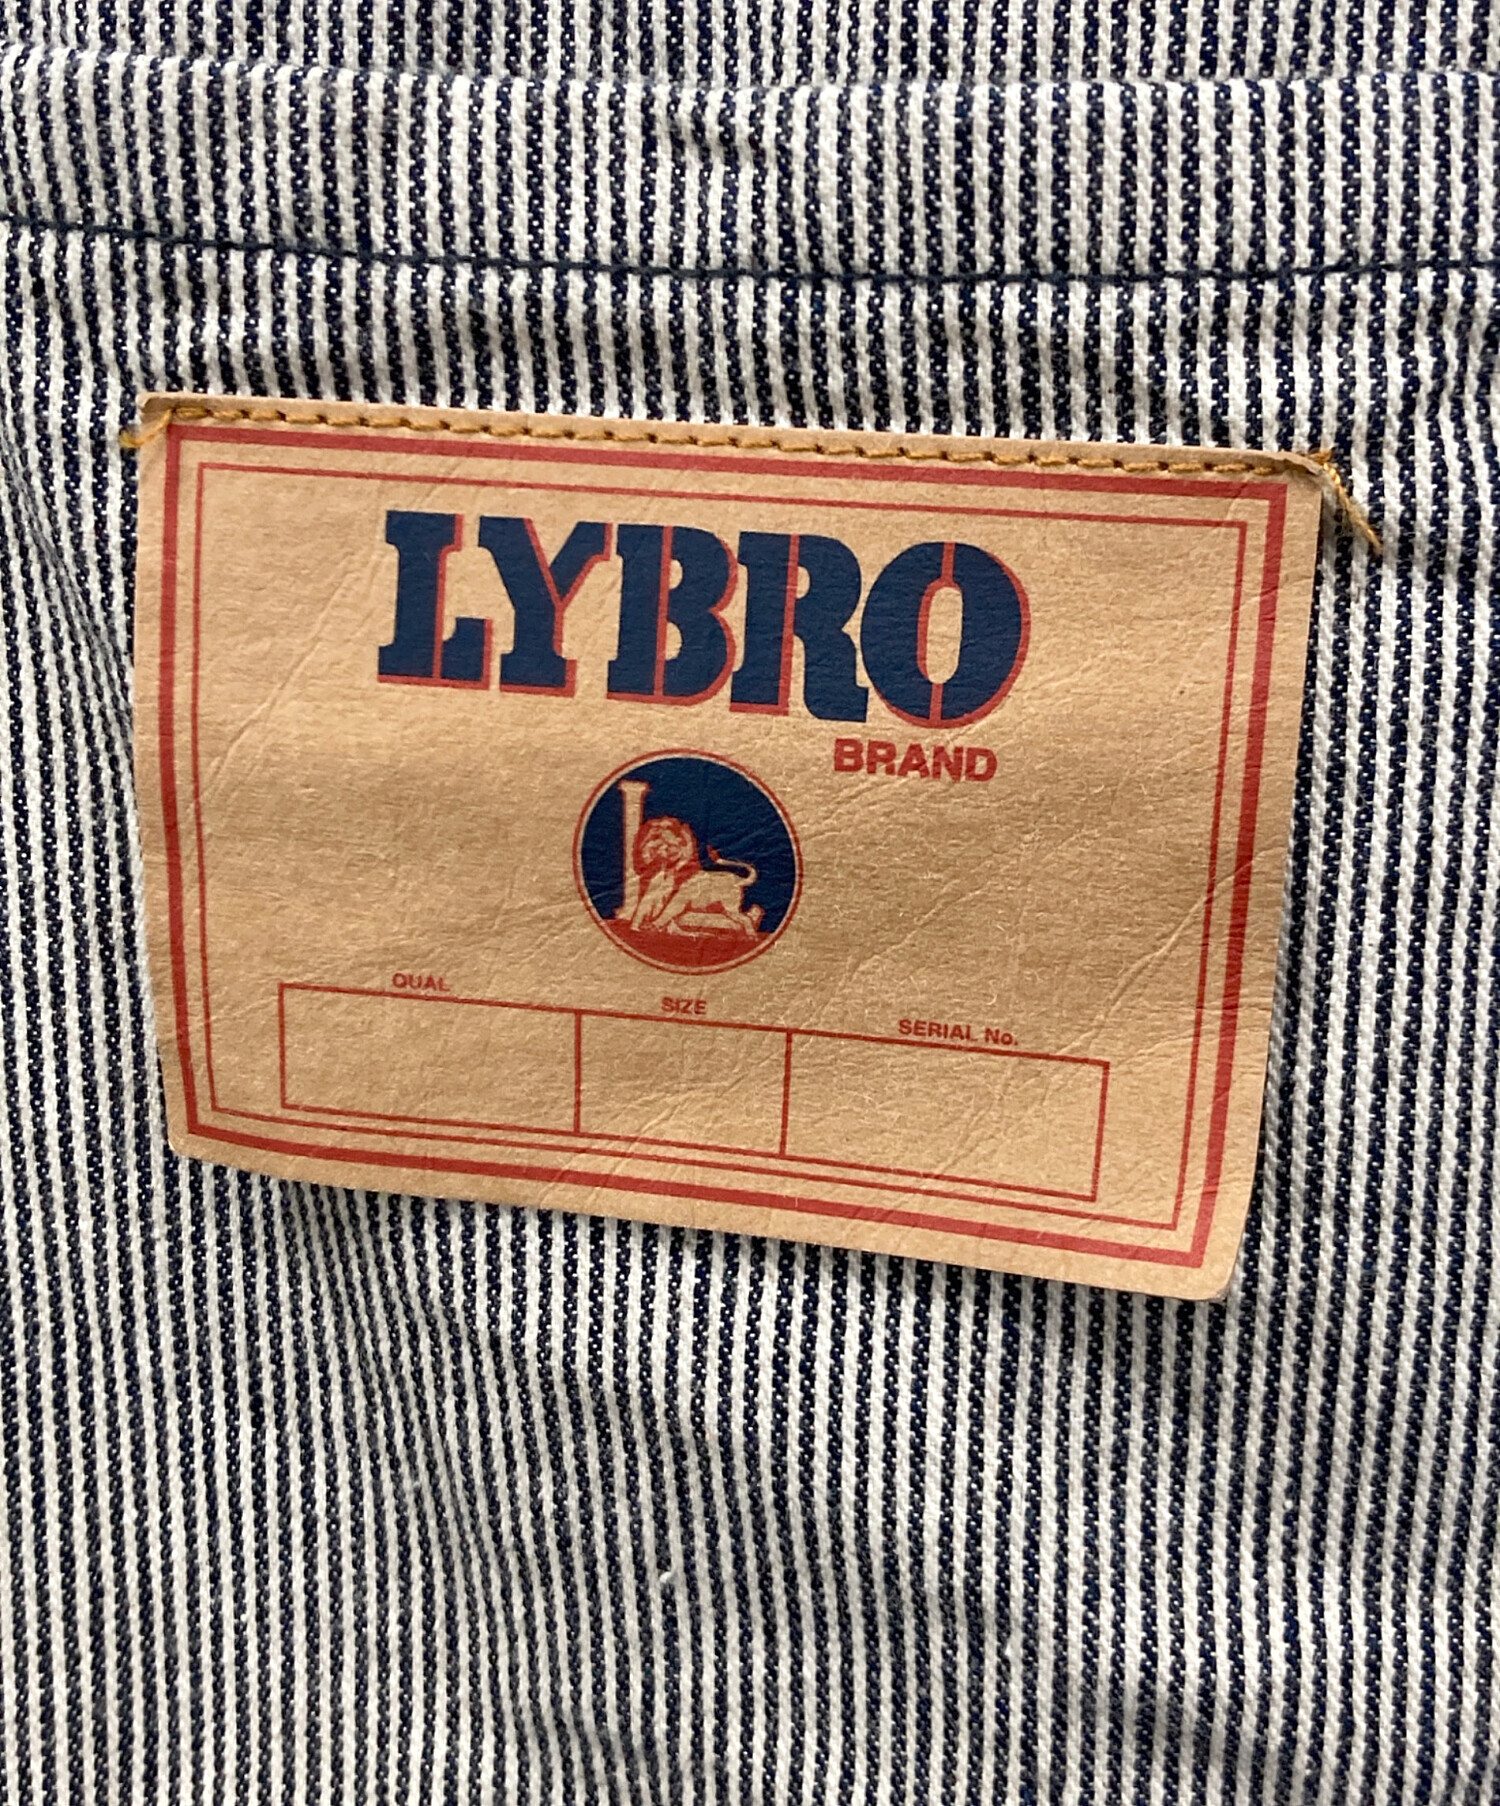 LYBRO
BRAND
QUAL
SIZE
SERIAL No.